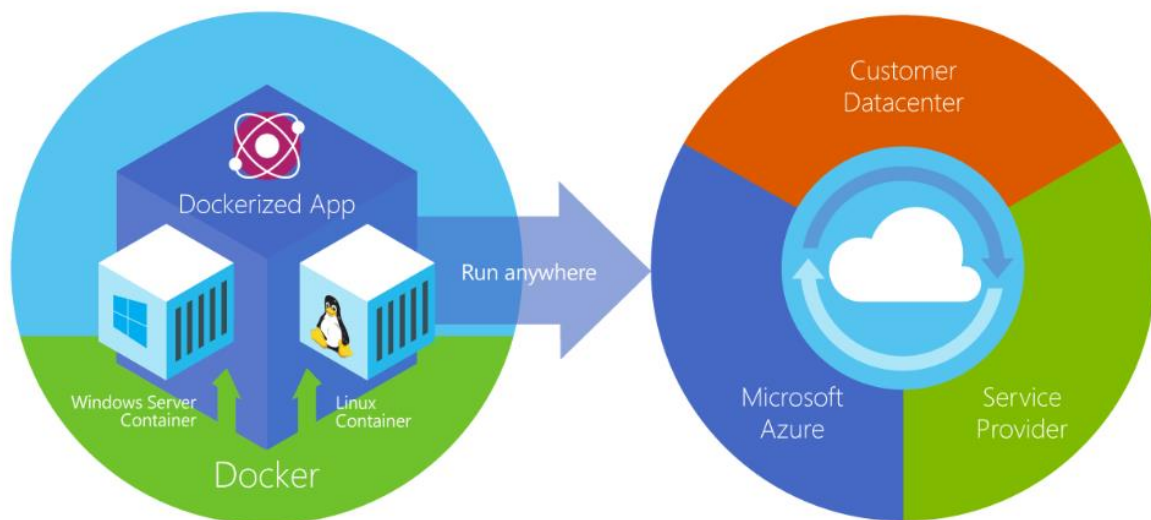 Dockerized App
Windows Server
Container
Linux
Container
Docker
Run anywhere
Customer
Datacenter
Microsoft
Azure
Service
Provider